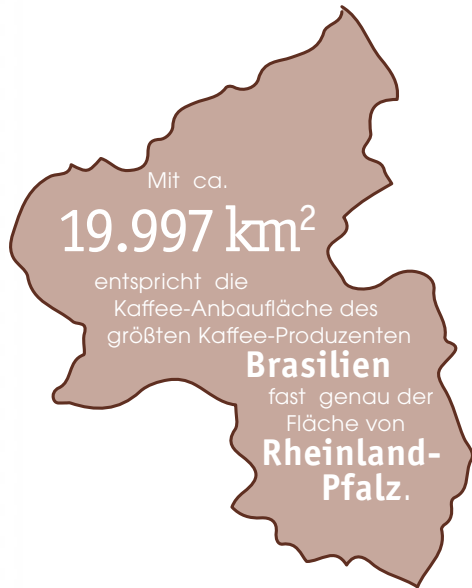 Mit ca.
19.997 km²
entspricht die
Kaffee-Anbaufläche des
größten Kaffee-Produzenten
Brasilien
fast genau der
Fläche von
Rheinland-
Pfalz.